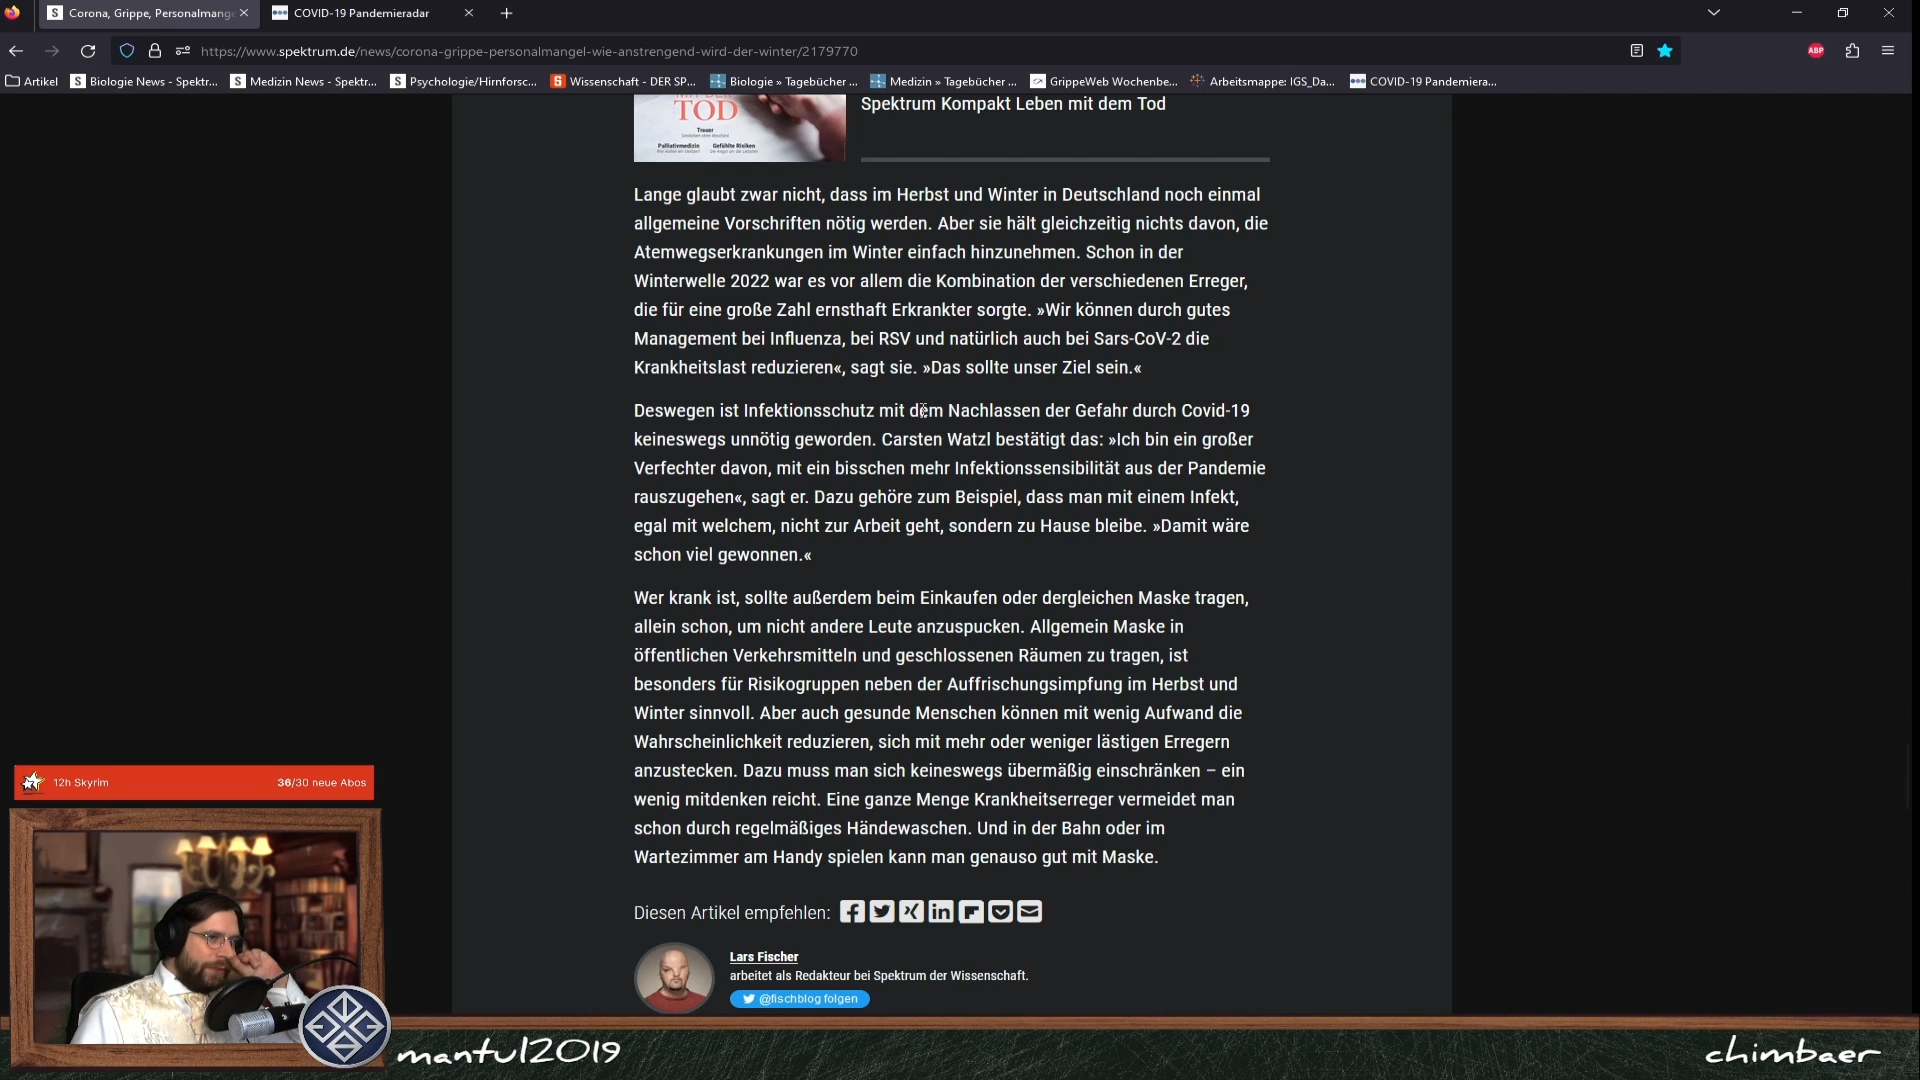 Corona, Grippe, Personalmange
COVID-19 Pandemieradar
https://www.spektrum.de/news/corona-grippe-personalmangel-wie-anstrengend-wird-der-winter/2179770
ABP
Artikel
Biologie News - Spektr...
Medizin News - Spektr...
Psychologie/Hirnforsc...
Wissenschaft - DER SP...
Biologie » Tagebücher ...
Medizin » Tagebücher ...
GrippeWeb Wochenbe...
Arbeitsmappe: IGS_Da...
COVID-19 Pandemiera...
TOD
Trauer
Palliativmedizin
Gefühlte Risiken
Spektrum Kompakt Leben mit dem Tod
Lange glaubt zwar nicht, dass im Herbst und Winter in Deutschland noch einmal
allgemeine Vorschriften nötig werden. Aber sie hält gleichzeitig nichts davon, die
Atemwegserkrankungen im Winter einfach hinzunehmen. Schon in der
Winterwelle 2022 war es vor allem die Kombination der verschiedenen Erreger,
die für eine große Zahl ernsthaft Erkrankter sorgte. »Wir können durch gutes
Management bei Influenza, bei RSV und natürlich auch bei Sars-CoV-2 die
Krankheitslast reduzieren«, sagt sie. »Das sollte unser Ziel sein.«
Deswegen ist Infektionsschutz mit dem Nachlassen der Gefahr durch Covid-19
keineswegs unnötig geworden. Carsten Watzl bestätigt das: »Ich bin ein großer
Verfechter davon, mit ein bisschen mehr Infektionssensibilität aus der Pandemie
rauszugehen«, sagt er. Dazu gehöre zum Beispiel, dass man mit einem Infekt,
egal mit welchem, nicht zur Arbeit geht, sondern zu Hause bleibe. »Damit wäre
schon viel gewonnen.«
Wer krank ist, sollte außerdem beim Einkaufen oder dergleichen Maske tragen,
allein schon, um nicht andere Leute anzuspucken. Allgemein Maske in
öffentlichen Verkehrsmitteln und geschlossenen Räumen zu tragen, ist
besonders für Risikogruppen neben der Auffrischungsimpfung im Herbst und
Winter sinnvoll. Aber auch gesunde Menschen können mit wenig Aufwand die
Wahrscheinlichkeit reduzieren, sich mit mehr oder weniger lästigen Erregern
anzustecken. Dazu muss man sich keineswegs übermäßig einschränken – ein
wenig mitdenken reicht. Eine ganze Menge Krankheitserreger vermeidet man
schon durch regelmäßiges Händewaschen. Und in der Bahn oder im
Wartezimmer am Handy spielen kann man genauso gut mit Maske.
Diesen Artikel empfehlen:
Lars Fischer
arbeitet als Redakteur bei Spektrum der Wissenschaft.
@fischblog folgen
12h Skyrim
36/30 neue Abos
mantul2019
chimbaer